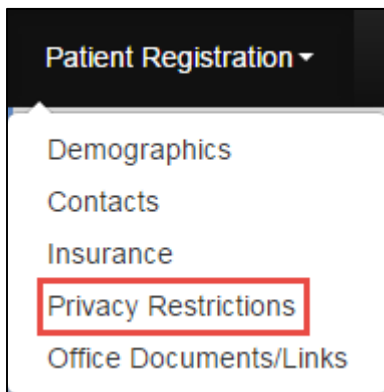 Patient Registration
Demographics
Contacts
Insurance
Privacy Restrictions
Office Documents/Links